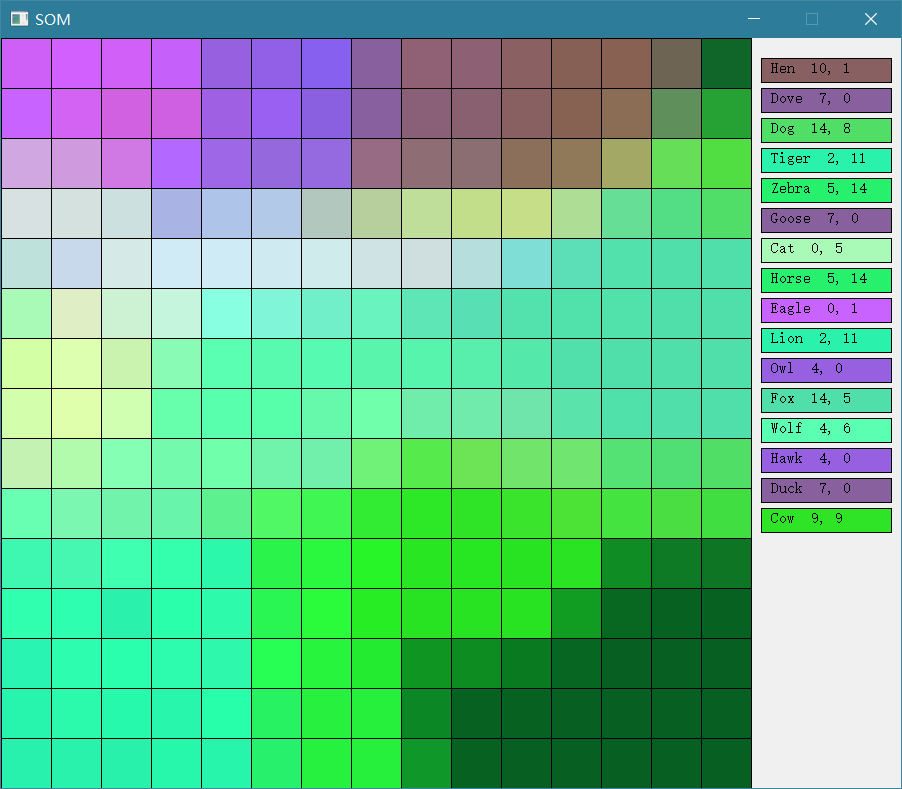 SOM
Hen 10, 1
Dove 7, 0
Dog 14, 8
Tiger 2, 11
Zebra 5, 14
Goose 7, 0
Cat 0, 5
Horse 5, 14
Eagle 0, 1
Lion 2, 11
Owl 4, 0
Fox 14, 5
Wolf 4, 6
Hawk 4, 0
Duck 7, 0
Cow 9, 9